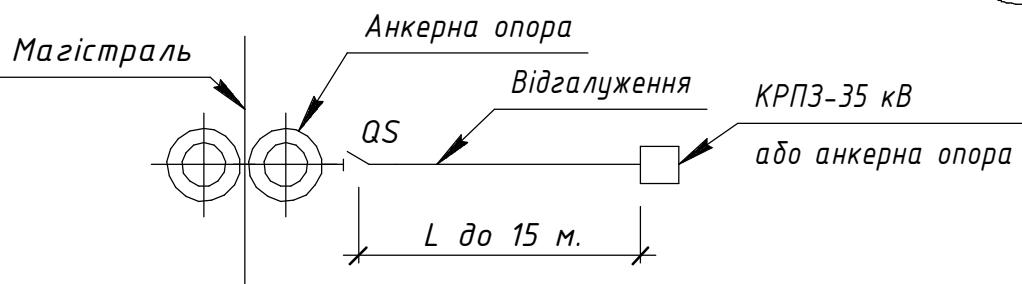 Анкерна опора
Магістраль
Відгалуження
КРПЗ-35 кВ
QS
або анкерна опора
L до 15 м.